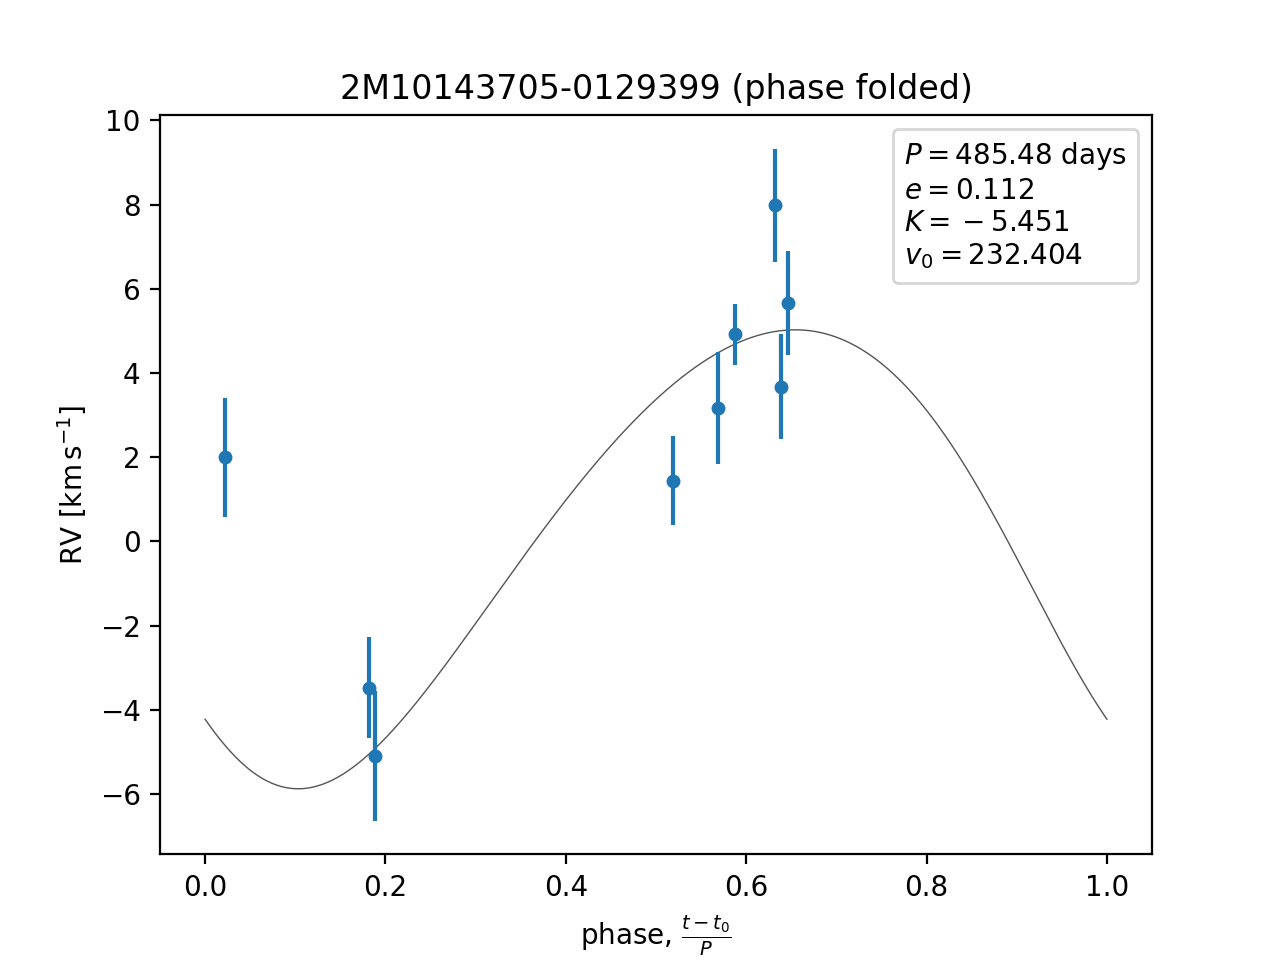 2M10143705-0129399 (phase folded)
P = 485.48 days
e = 0.112
K = −5.451
v₀ = 232.404
10
8
6
4
2
0
−2
−4
−6
RV [km s⁻¹]
0.0 0.2 0.4 0.6 0.8 1.0
phase, (t − t₀)/P